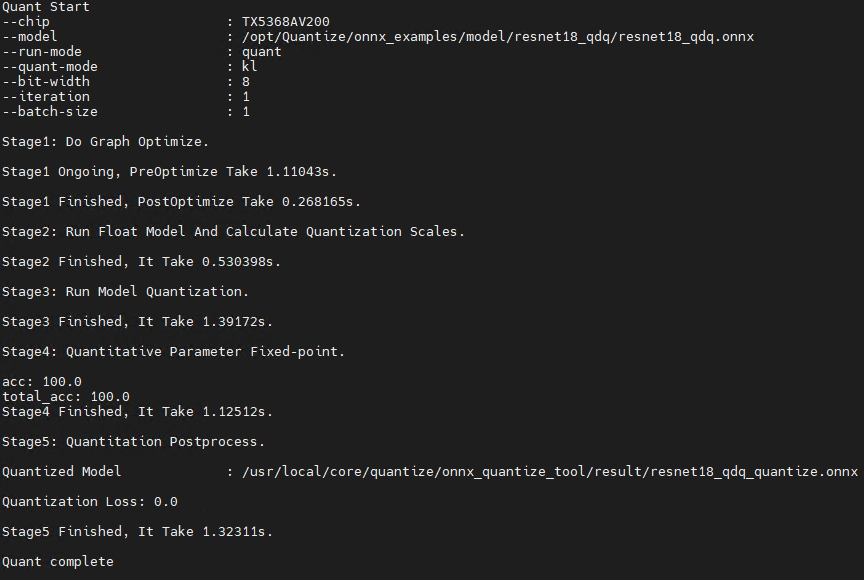 Quant Start
--chip : TX5368AV200
--model : /opt/Quantize/onnx_examples/model/resnet18_qdq/resnet18_qdq.onnx
--run-mode : quant
--quant-mode : kl
--bit-width : 8
--iteration : 1
--batch-size : 1
Stage1: Do Graph Optimize.
Stage1 Ongoing, PreOptimize Take 1.11043s.
Stage1 Finished, PostOptimize Take 0.268165s.
Stage2: Run Float Model And Calculate Quantization Scales.
Stage2 Finished, It Take 0.530398s.
Stage3: Run Model Quantization.
Stage3 Finished, It Take 1.39172s.
Stage4: Quantitative Parameter Fixed-point.
acc: 100.0
total_acc: 100.0
Stage4 Finished, It Take 1.12512s.
Stage5: Quantitation Postprocess.
Quantized Model : /usr/local/core/quantize/onnx_quantize_tool/result/resnet18_qdq_quantize.onnx
Quantization Loss: 0.0
Stage5 Finished, It Take 1.32311s.
Quant complete